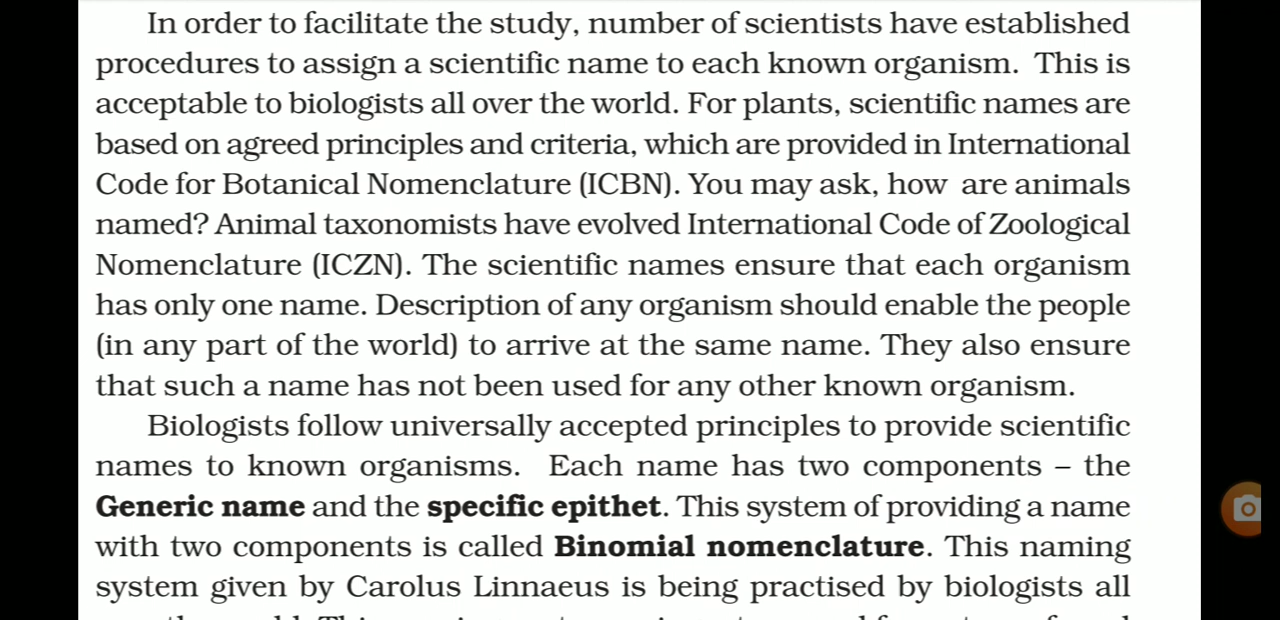 In order to facilitate the study, number of scientists have established
procedures to assign a scientific name to each known organism. This is
acceptable to biologists all over the world. For plants, scientific names are
based on agreed principles and criteria, which are provided in International
Code for Botanical Nomenclature (ICBN). You may ask, how are animals
named? Animal taxonomists have evolved International Code of Zoological
Nomenclature (ICZN). The scientific names ensure that each organism
has only one name. Description of any organism should enable the people
(in any part of the world) to arrive at the same name. They also ensure
that such a name has not been used for any other known organism.
Biologists follow universally accepted principles to provide scientific
names to known organisms. Each name has two components – the
Generic name and the specific epithet. This system of providing a name
with two components is called Binomial nomenclature. This naming
system given by Carolus Linnaeus is being practised by biologists all